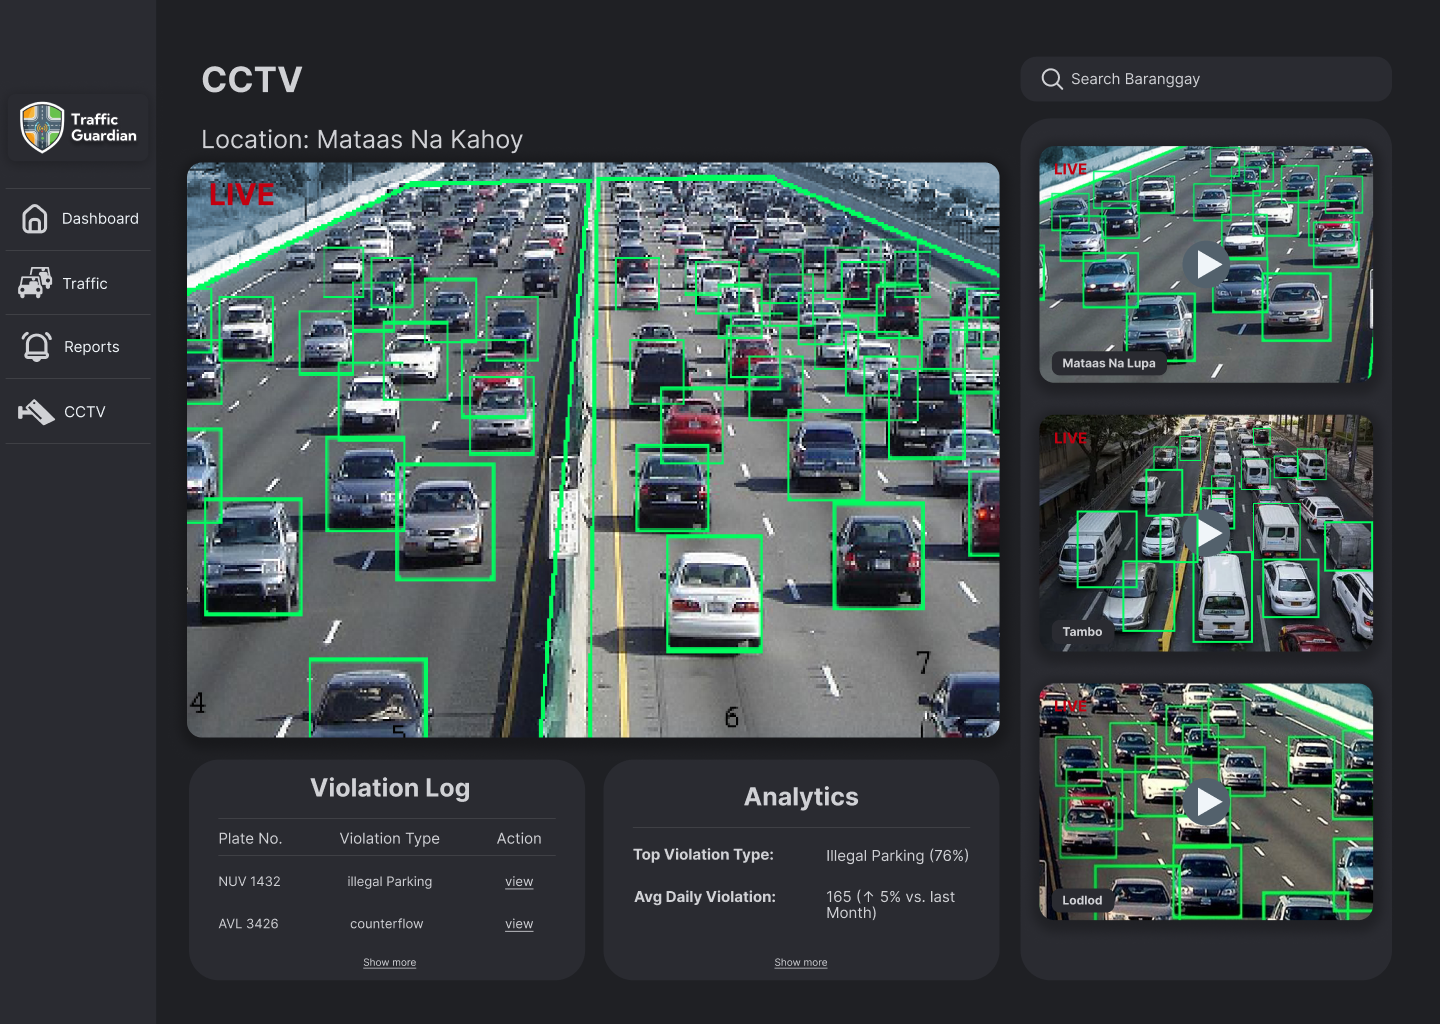 Traffic
Guardian
Dashboard
Traffic
Reports
CCTV
CCTV
Location: Mataas Na Kahoy
LIVE
4
5
6
7
Violation Log
Plate No. Violation Type Action
NUV 1432 illegal Parking view
AVL 3426 counterflow view
Show more
Analytics
Top Violation Type: Illegal Parking (76%)
Avg Daily Violation: 165 (↑ 5% vs. last
Month)
Show more
Search Baranggay
LIVE
Mataas Na Lupa
LIVE
Tambo
LIVE
Lodlod